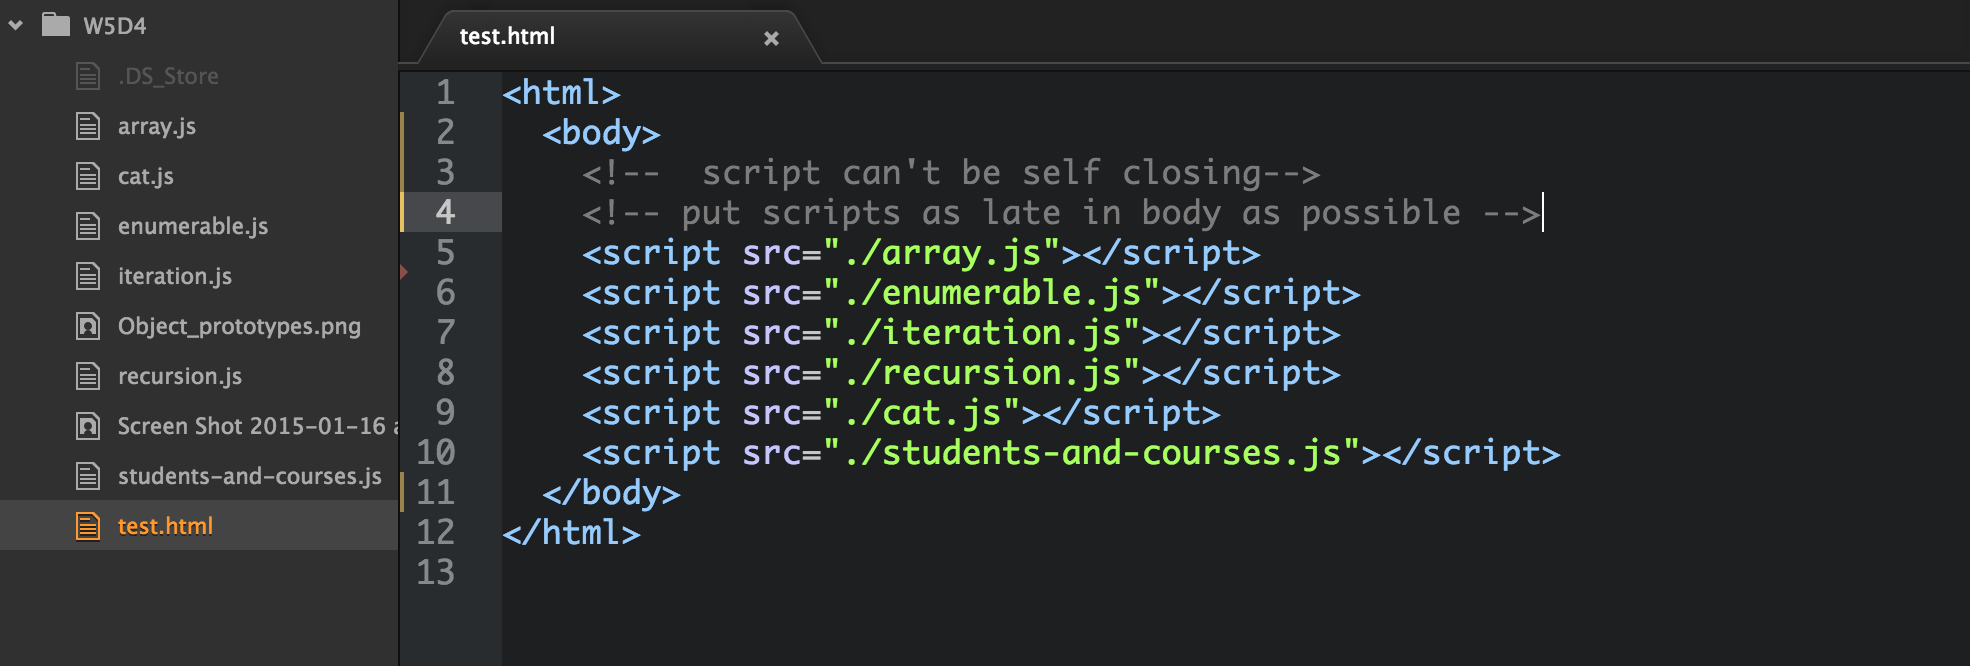 W5D4
.DS_Store
array.js
cat.js
enumerable.js
iteration.js
Object_prototypes.png
recursion.js
Screen Shot 2015-01-16
students-and-courses.js
test.html
test.html ×
1 <html>
2   <body>
3     <!--  script can't be self closing-->
4     <!-- put scripts as late in body as possible -->
5     <script src="./array.js"></script>
6     <script src="./enumerable.js"></script>
7     <script src="./iteration.js"></script>
8     <script src="./recursion.js"></script>
9     <script src="./cat.js"></script>
10     <script src="./students-and-courses.js"></script>
11   </body>
12 </html>
13